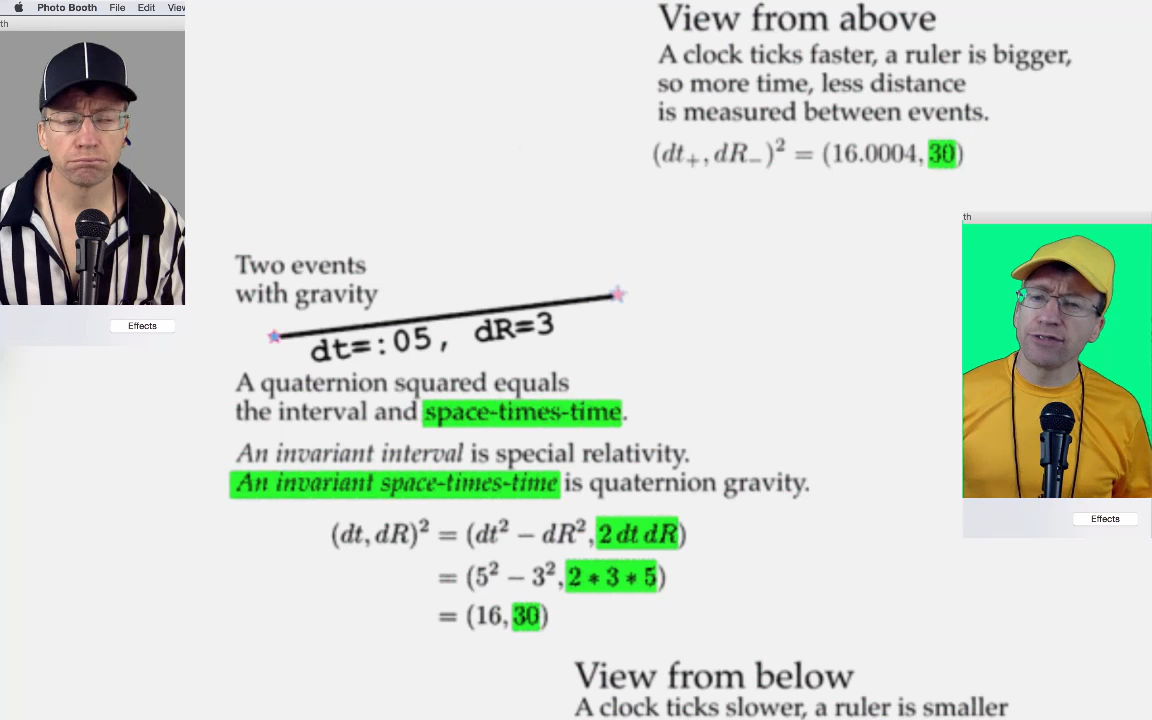 Photo Booth File Edit View
th
View from above
A clock ticks faster, a ruler is bigger,
so more time, less distance
is measured between events.
(dt₊, dR₋)² = (16.0004, 30)
th
Two events
with gravity
dt=:05, dR=3
Effects
A quaternion squared equals
the interval and space-times-time.
An invariant interval is special relativity.
An invariant space-times-time is quaternion gravity.
Effects
(dt, dR)² = (dt² − dR², 2 dt dR)
= (5² − 3², 2 * 3 * 5)
= (16, 30)
View from below
A clock ticks slower, a ruler is smaller